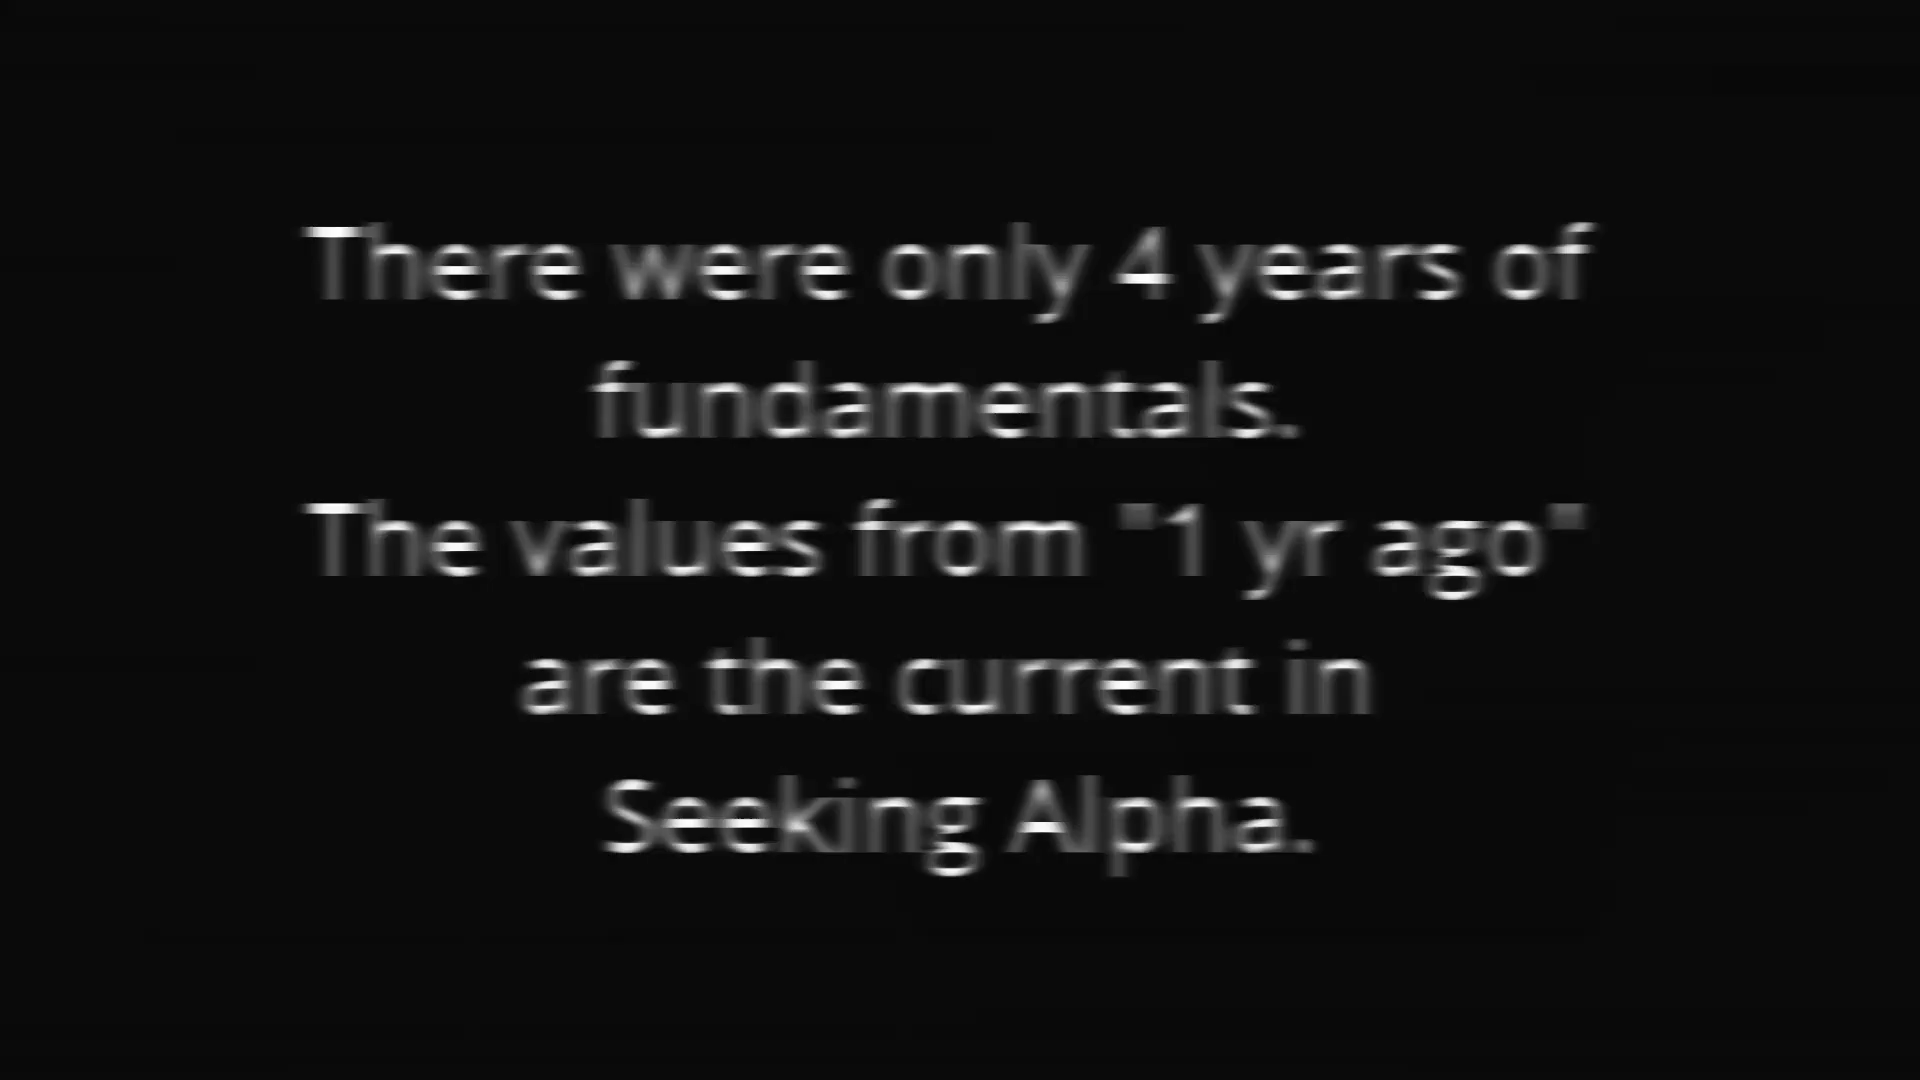 There were only 4 years of
fundamentals.
The values from "1 yr ago"
are the current in
Seeking Alpha.